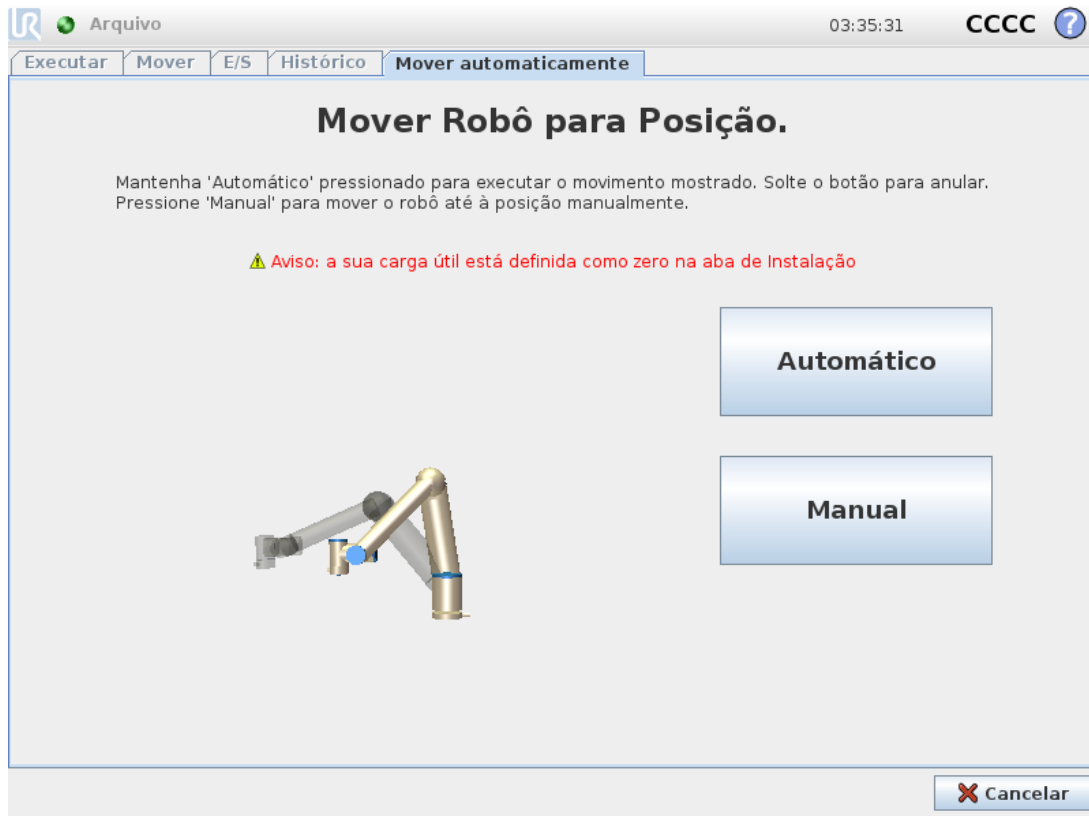 UR Arquivo 03:35:31 CCCC ?
Executar Mover E/S Histórico Mover automaticamente
Mover Robô para Posição.
Mantenha 'Automático' pressionado para executar o movimento mostrado. Solte o botão para anular.
Pressione 'Manual' para mover o robô até à posição manualmente.
Aviso: a sua carga útil está definida como zero na aba de Instalação
Automático
Manual
Cancelar